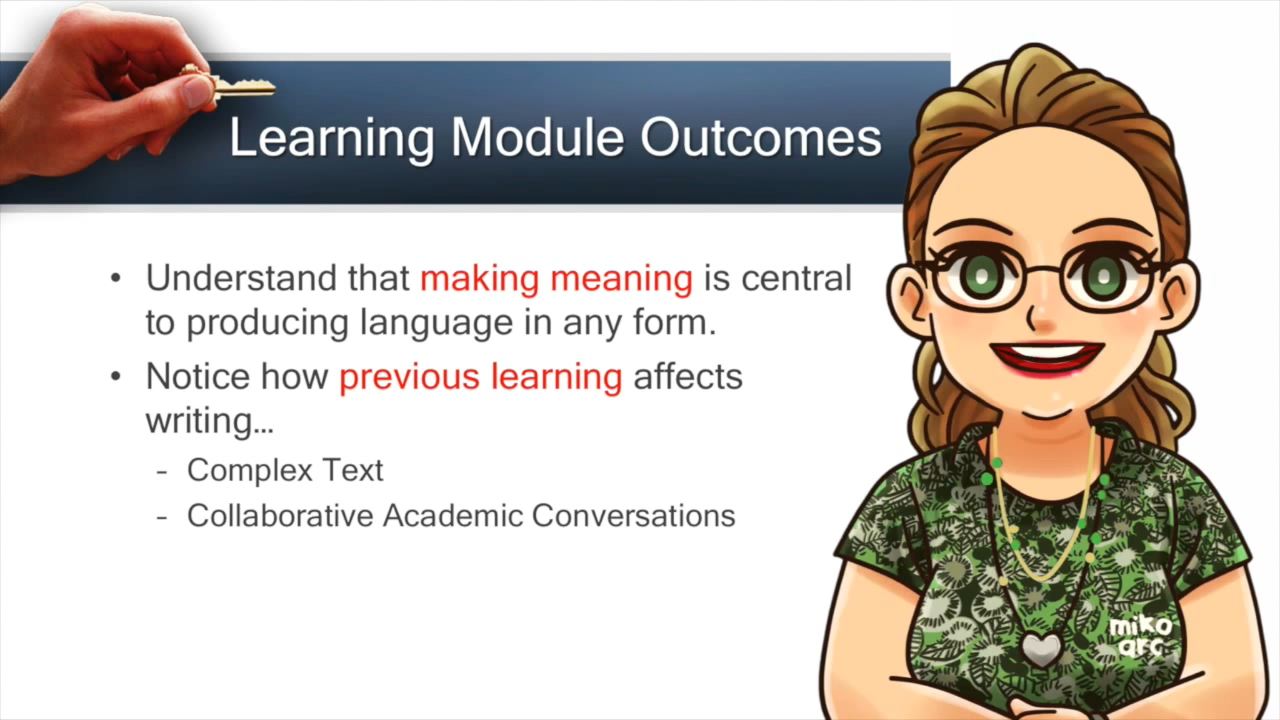 Learning Module Outcomes
• Understand that making meaning is central
to producing language in any form.
• Notice how previous learning affects
writing…
- Complex Text
- Collaborative Academic Conversations
miko
arc